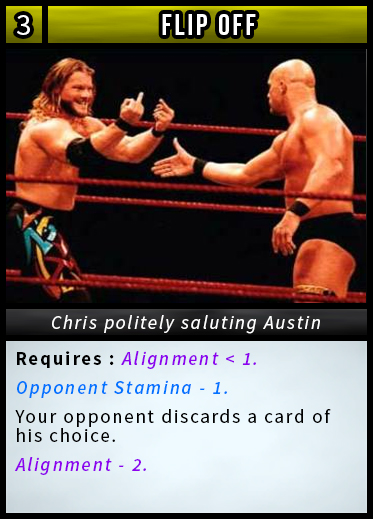 3
FLIP OFF
Chris politely saluting Austin
Requires : Alignment < 1.
Opponent Stamina - 1.
Your opponent discards a card of
his choice.
Alignment - 2.